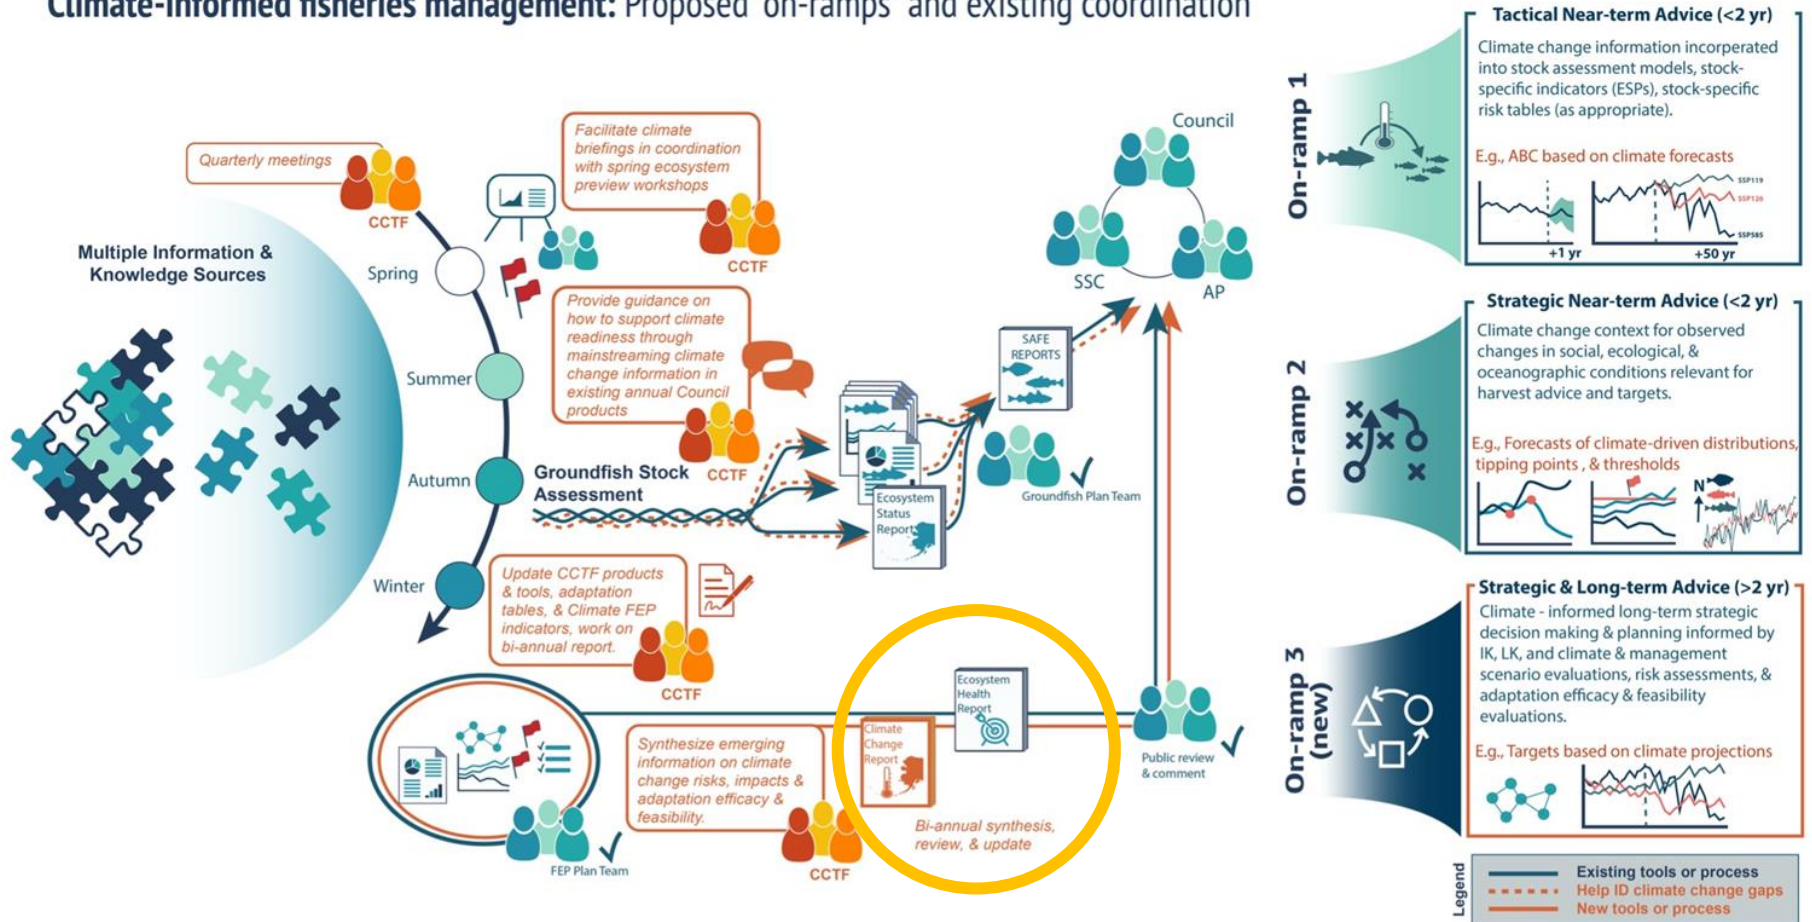 Climate-informed fisheries management: Proposed 'on-ramps' and existing coordination
Quarterly meetings
CCTF
Facilitate climate
briefings in coordination
with spring ecosystem
preview workshops
CCTF
Multiple Information &
Knowledge Sources
Spring
Summer
Autumn
Winter
Provide guidance on
how to support climate
readiness through
mainstreaming climate
change information in
existing annual Council
products
CCTF
Groundfish Stock
Assessment
Ecosystem
Status
Report
SAFE
REPORTS
Groundfish Plan Team
Council
SSC
AP
Update CCTF products
& tools, adaptation
tables, & Climate FEP
indicators, work on
bi-annual report.
CCTF
FEP Plan Team
Synthesize emerging
information on climate
change risks, impacts &
adaptation efficacy &
feasibility.
CCTF
Climate
Change
Report
Ecosystem
Health
Report
Bi-annual synthesis,
review, & update
Public review
& comment
On-ramp 1
Tactical Near-term Advice (<2 yr)
Climate change information incorperated
into stock assessment models, stock-
specific indicators (ESPs), stock-specific
risk tables (as appropriate).
E.g., ABC based on climate forecasts
+1 yr
SSP119
SSP126
SSP585
+50 yr
On-ramp 2
Strategic Near-term Advice (<2 yr)
Climate change context for observed
changes in social, ecological, &
oceanographic conditions relevant for
harvest advice and targets.
E.g., Forecasts of climate-driven distributions,
tipping points , & thresholds
N
On-ramp 3
(new)
Strategic & Long-term Advice (>2 yr)
Climate - informed long-term strategic
decision making & planning informed by
IK, LK, and climate & management
scenario evaluations, risk assessments, &
adaptation efficacy & feasibility
evaluations.
E.g., Targets based on climate projections
Legend
Existing tools or process
Help ID climate change gaps
New tools or process